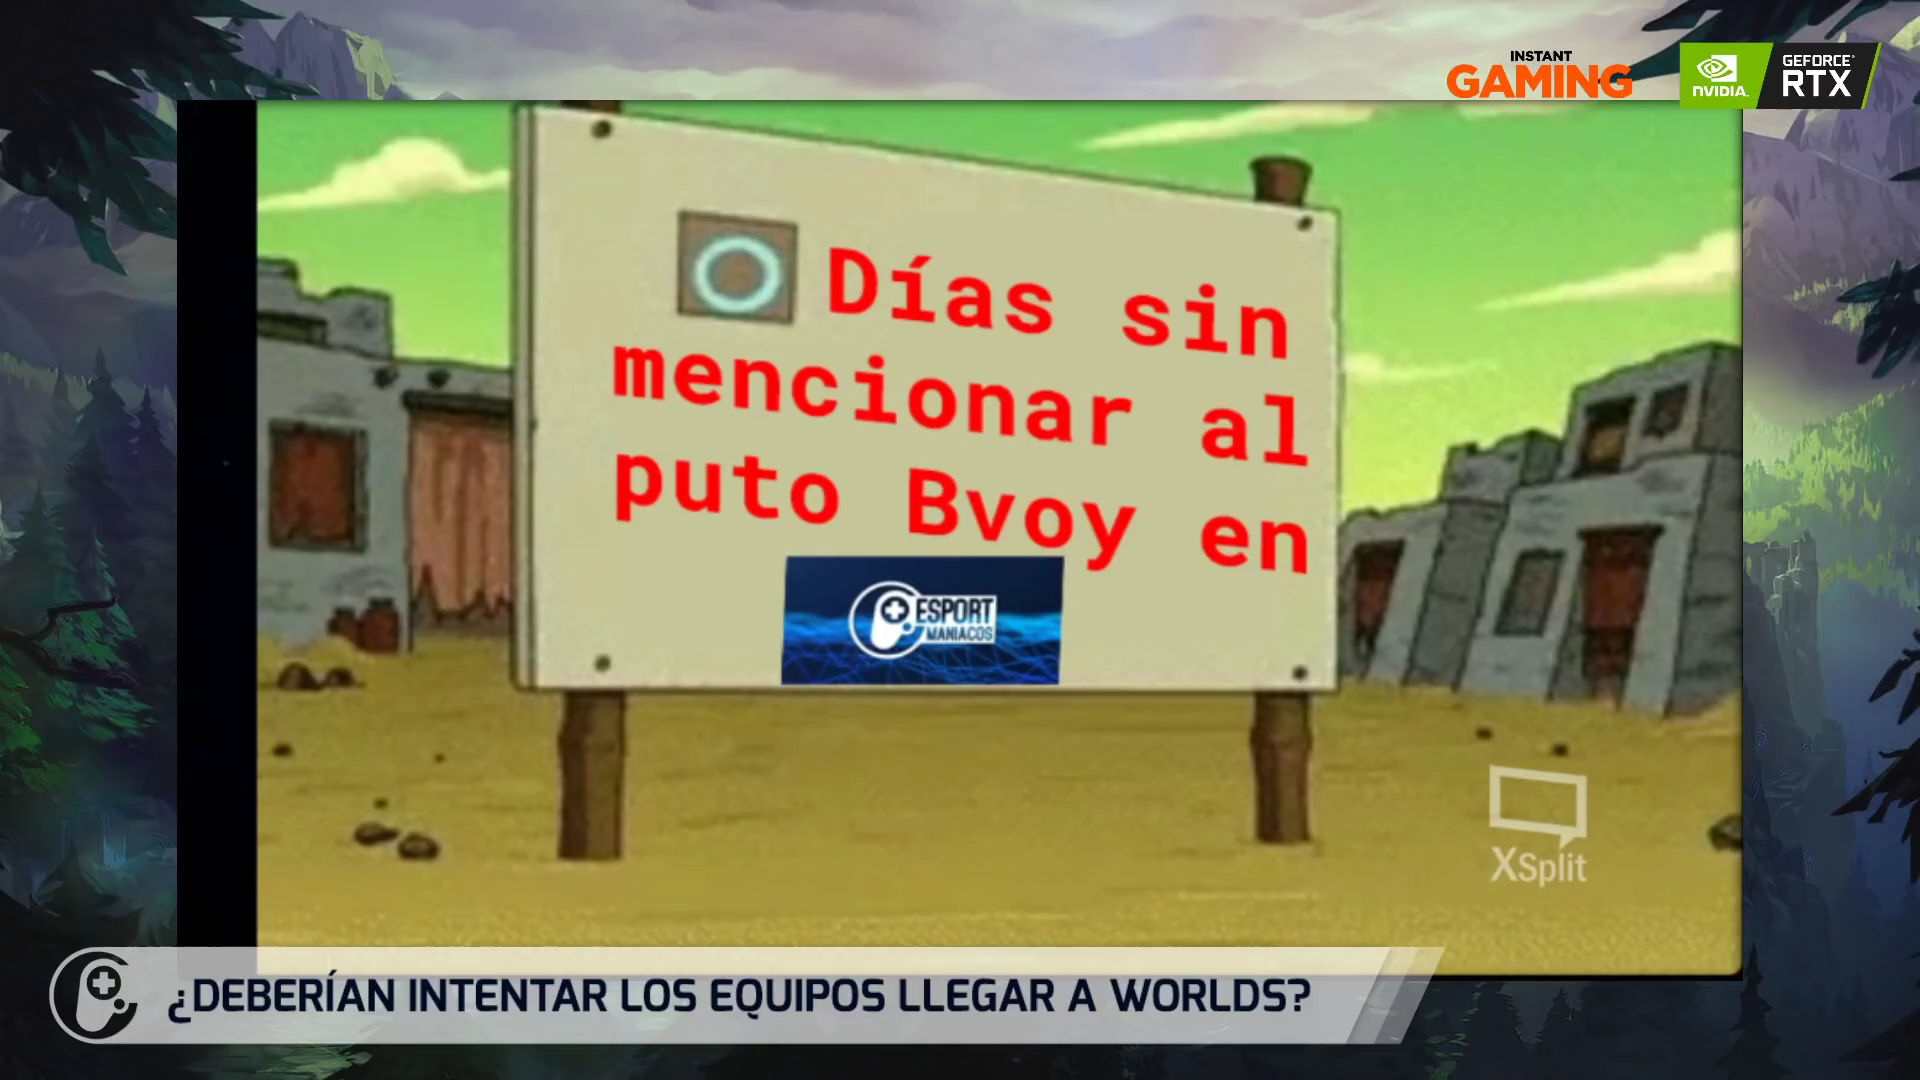 INSTANT
GAMING
NVIDIA.
GEFORCE
RTX
0 Días sin
mencionar al
puto Bvoy en
ESPORT
MANIACOS
XSplit
¿DEBERÍAN INTENTAR LOS EQUIPOS LLEGAR A WORLDS?